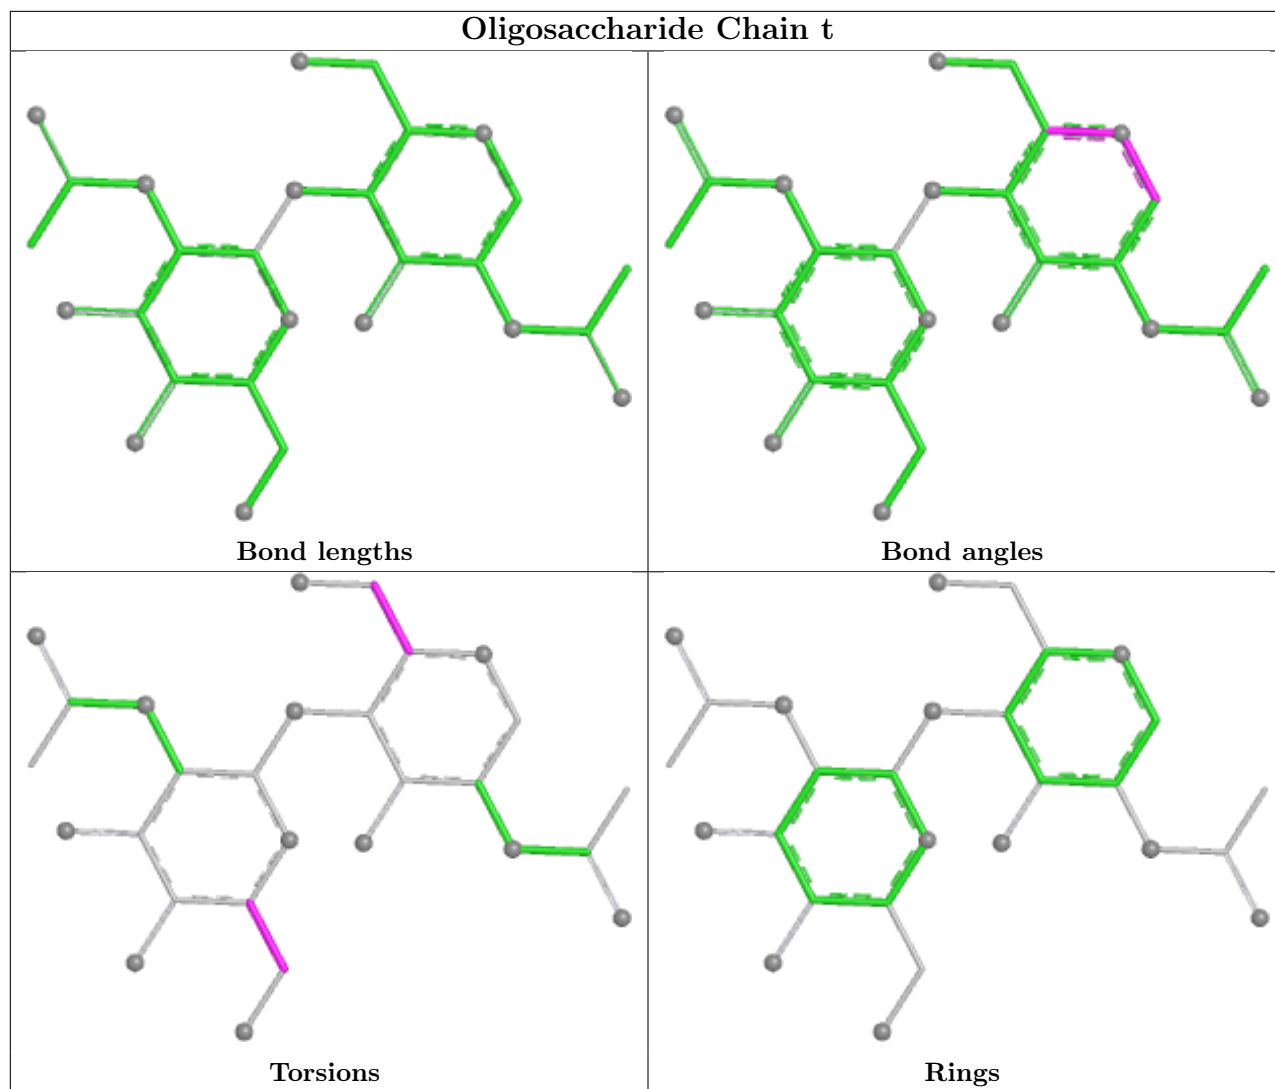 Oligosaccharide Chain t
Bond lengths
Bond angles
Torsions
Rings